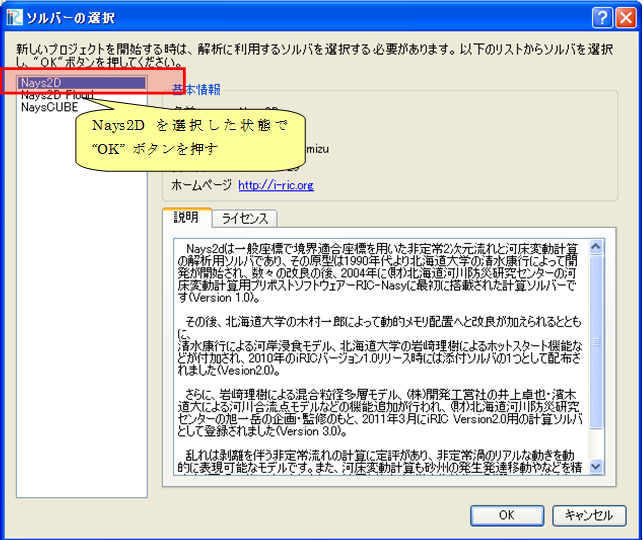 ソルバーの選択
新しいプロジェクトを開始する時は、解析に利用するソルバを選択する必要があります。以下のリストからソルバを選択
し、"OK"ボタンを押してください。
Nays2D
Nays2D Flood
NaysCUBE
基本情報
Nays2D を選択した状態で
“OK” ボタンを押す
mizu
ホームページ http://i-ric.org
説明
ライセンス
Nays2dは一般座標で境界適合座標を用いた非定常2次元流れと河床変動計算
の解析用ソルバであり、その原型は1990年代より北海道大学の清水康行によって開
発が開始され、数々の改良の後、2004年に(財)北海道河川防災研究センターの河
床変動計算用プリポストソフトウェアーRIC-Nasyに最初に搭載された計算ソルバーで
す(Version 1.0)。
その後、北海道大学の木村一郎によって動的メモリ配置へと改良が加えられるととも
に、
清水康行による河岸浸食モデル、北海道大学の岩崎理樹によるホットスタート機能な
どが付加され、2010年のiRICバージョン1.0リリース時には添付ソルバの1つとして配布さ
れました(Vesion2.0)。
さらに、岩崎理樹による混合粒径多層モデル、(株)開発工営社の井上卓也・濱木
道大による河川合流点モデルなどの機能追加が行われ、(財)北海道河川防災研究
センターの旭一岳の企画・監修のもと、2011年3月にiRIC Version2.0用の計算ソルバ
として登録されました(Version 3.0)。
乱れは剥離を伴う非定常流れの計算に定評があり、非定常渦のリアルな動きを動
的に表現可能なモデルです。また、河床変動計算も砂州の発生発達移動やなどを精
OK
キャンセル